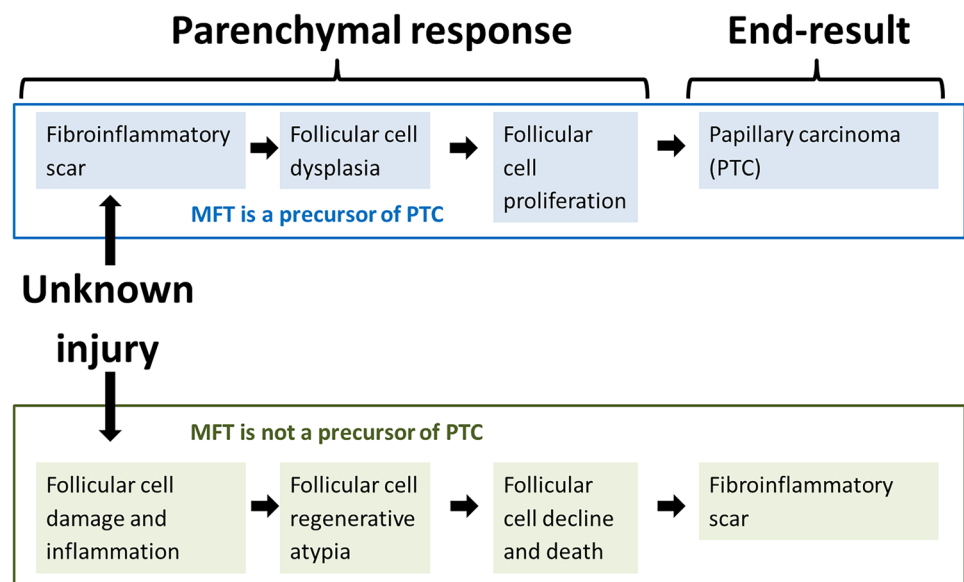 Parenchymal response
End-result
Fibroinflammatory
scar
Follicular cell
dysplasia
Follicular
cell
proliferation
Papillary carcinoma
(PTC)
MFT is a precursor of PTC
Unknown
injury
MFT is not a precursor of PTC
Follicular cell
damage and
inflammation
Follicular cell
regenerative
atypia
Follicular
cell decline
and death
Fibroinflammatory
scar